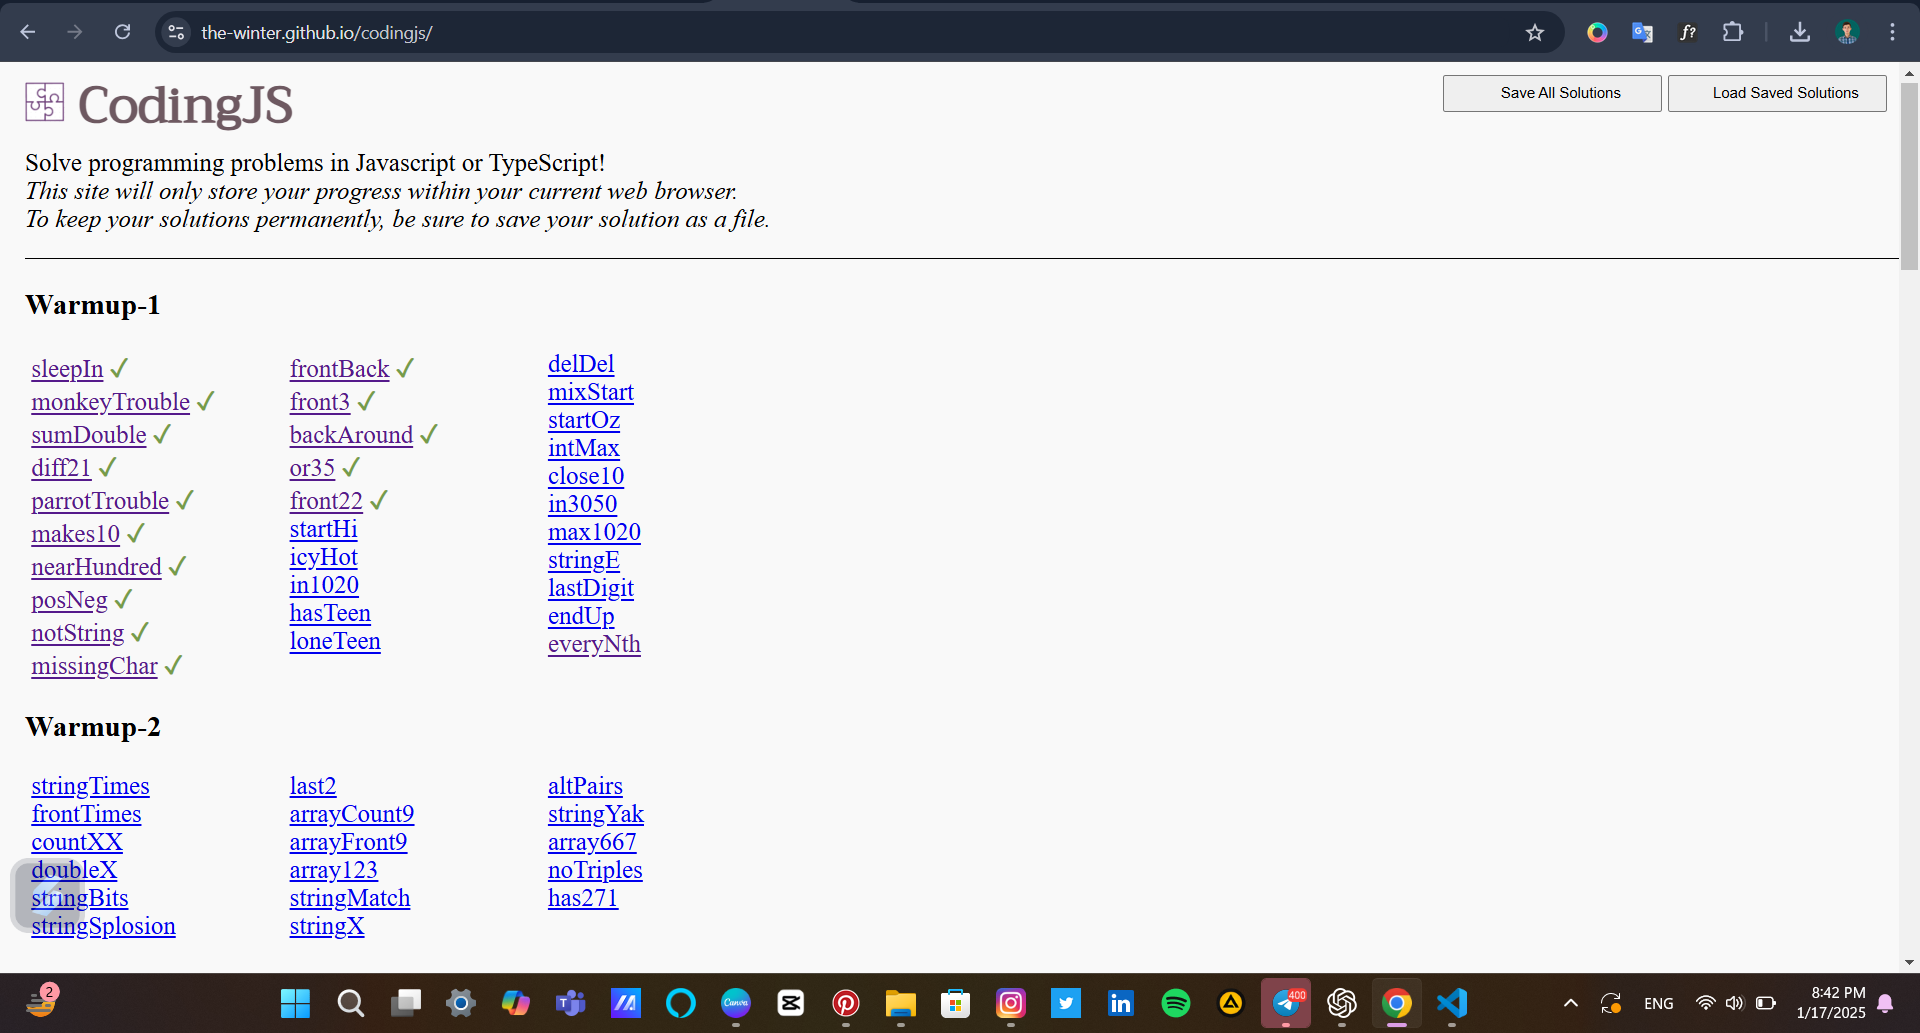 the-winter.github.io/codingjs/
f?
CodingJS
Save All Solutions
Load Saved Solutions
Solve programming problems in Javascript or TypeScript!
This site will only store your progress within your current web browser.
To keep your solutions permanently, be sure to save your solution as a file.
Warmup-1
sleepIn ✓
monkeyTrouble ✓
sumDouble ✓
diff21 ✓
parrotTrouble ✓
makes10 ✓
nearHundred ✓
posNeg ✓
notString ✓
missingChar ✓
frontBack ✓
front3 ✓
backAround ✓
or35 ✓
front22 ✓
startHi
icyHot
in1020
hasTeen
loneTeen
delDel
mixStart
startOz
intMax
close10
in3050
max1020
stringE
lastDigit
endUp
everyNth
Warmup-2
stringTimes
frontTimes
countXX
doubleX
stringBits
stringSplosion
last2
arrayCount9
arrayFront9
array123
stringMatch
stringX
altPairs
stringYak
array667
noTriples
has271
2
Canva
400
ENG
8:42 PM
1/17/2025